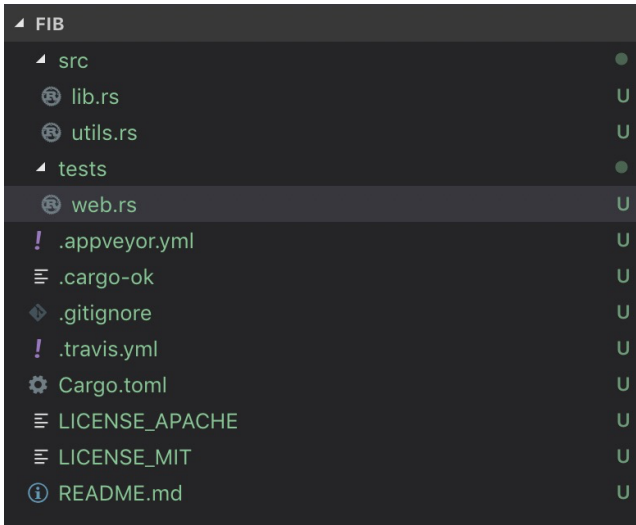 FIB
src
lib.rs U
utils.rs U
tests
web.rs U
.appveyor.yml U
.cargo-ok U
.gitignore U
.travis.yml U
Cargo.toml U
LICENSE_APACHE U
LICENSE_MIT U
README.md U